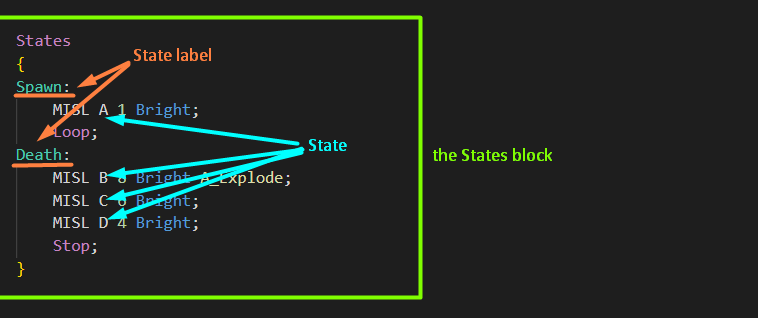 States
State label
{
Spawn:
MISL A 1 Bright;
Loop;
State
Death:
the States block
MISL B 8 Bright A_Explode;
MISL C 6 Bright;
MISL D 4 Bright;
Stop;
}